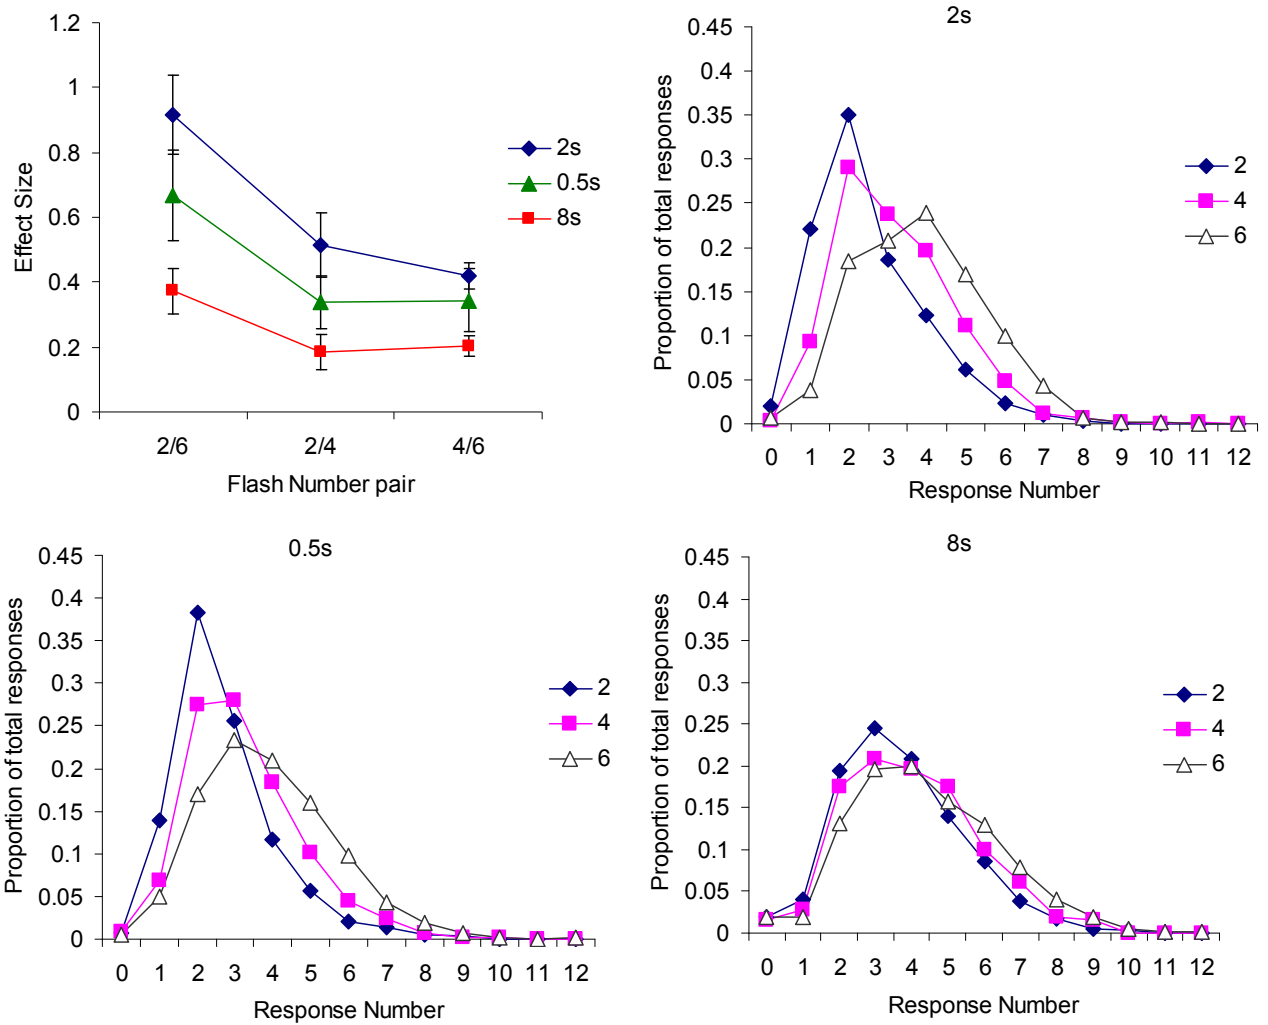 1.2
1
0.8
0.6
0.4
0.2
0
Effect Size
2/6 2/4 4/6
Flash Number pair
2s
0.5s
8s
2s
0.45
0.4
0.35
0.3
0.25
0.2
0.15
0.1
0.05
0
Proportion of total responses
0 1 2 3 4 5 6 7 8 9 10 11 12
Response Number
2
4
6
0.5s
0.45
0.4
0.35
0.3
0.25
0.2
0.15
0.1
0.05
0
Proportion of total responses
0 1 2 3 4 5 6 7 8 9 10 11 12
Response Number
2
4
6
8s
0.45
0.4
0.35
0.3
0.25
0.2
0.15
0.1
0.05
0
Proportion of total responses
0 1 2 3 4 5 6 7 8 9 10 11 12
Response Number
2
4
6